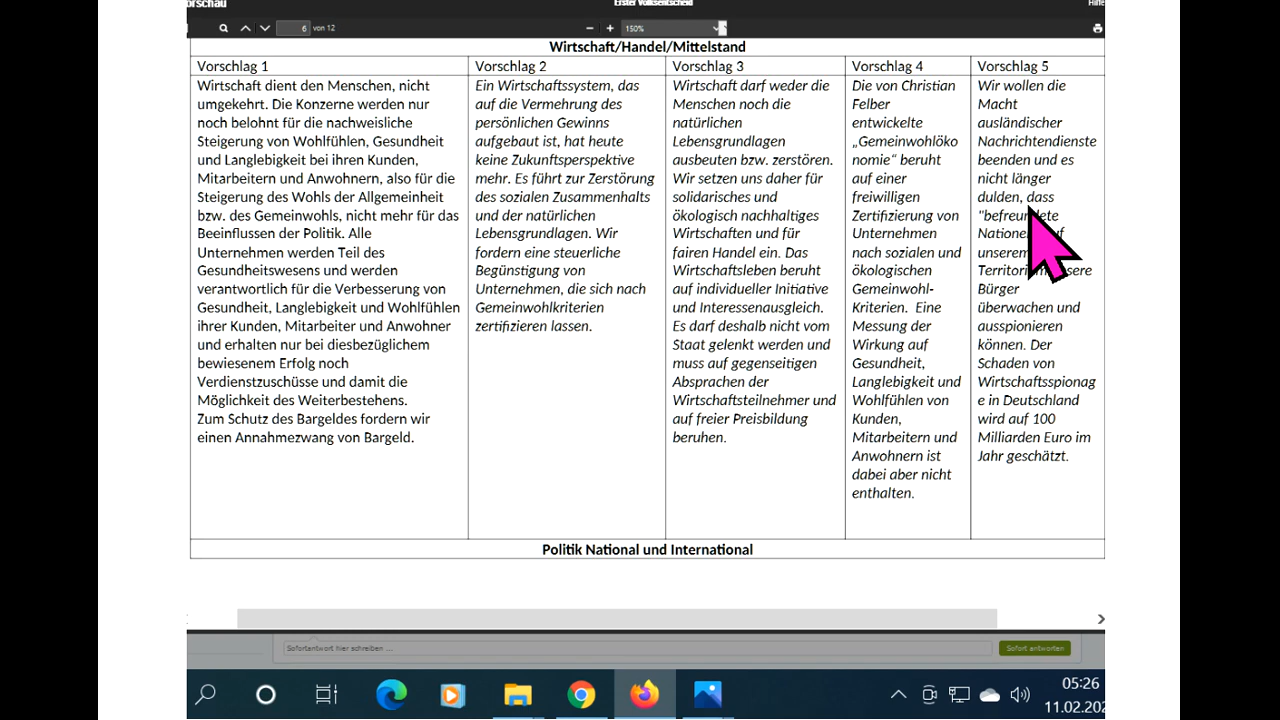 orschau
Erster Volksentscheid
Hilfe
6 von 12
150%
Wirtschaft/Handel/Mittelstand
Vorschlag 1
Wirtschaft dient den Menschen, nicht
umgekehrt. Die Konzerne werden nur
noch belohnt für die nachweisliche
Steigerung von Wohlfühlen, Gesundheit
und Langlebigkeit bei ihren Kunden,
Mitarbeitern und Anwohnern, also für die
Steigerung des Wohls der Allgemeinheit
bzw. des Gemeinwohls, nicht mehr für das
Beeinflussen der Politik. Alle
Unternehmen werden Teil des
Gesundheitswesens und werden
verantwortlich für die Verbesserung von
Gesundheit, Langlebigkeit und Wohlfühlen
ihrer Kunden, Mitarbeiter und Anwohner
und erhalten nur bei diesbezüglichem
bewiesenem Erfolg noch
Verdienstzuschüsse und damit die
Möglichkeit des Weiterbestehens.
Zum Schutz des Bargeldes fordern wir
einen Annahmezwang von Bargeld.
Vorschlag 2
Ein Wirtschaftssystem, das
auf die Vermehrung des
persönlichen Gewinns
aufgebaut ist, hat heute
keine Zukunftsperspektive
mehr. Es führt zur Zerstörung
des sozialen Zusammenhalts
und der natürlichen
Lebensgrundlagen. Wir
fordern eine steuerliche
Begünstigung von
Unternehmen, die sich nach
Gemeinwohlkriterien
zertifizieren lassen.
Vorschlag 3
Wirtschaft darf weder die
Menschen noch die
natürlichen
Lebensgrundlagen
ausbeuten bzw. zerstören.
Wir setzen uns daher für
solidarisches und
ökologisch nachhaltiges
Wirtschaften und für
fairen Handel ein. Das
Wirtschaftsleben beruht
auf individueller Initiative
und Interessenausgleich.
Es darf deshalb nicht vom
Staat gelenkt werden und
muss auf gegenseitigen
Absprachen der
Wirtschaftsteilnehmer und
auf freier Preisbildung
beruhen.
Vorschlag 4
Die von Christian
Felber
entwickelte
„Gemeinwohlöko
nomie“ beruht
auf einer
freiwilligen
Zertifizierung von
Unternehmen
nach sozialen und
ökologischen
Gemeinwohl-
Kriterien. Eine
Messung der
Wirkung auf
Gesundheit,
Langlebigkeit und
Wohlfühlen von
Kunden,
Mitarbeitern und
Anwohnern ist
dabei aber nicht
enthalten.
Vorschlag 5
Wir wollen die
Macht
ausländischer
Nachrichtendienste
beenden und es
nicht länger
dulden, dass
"befreundete
Nationen auf
unserem
Territorium unsere
Bürger
überwachen und
ausspionieren
können. Der
Schaden von
Wirtschaftsspionag
e in Deutschland
wird auf 100
Milliarden Euro im
Jahr geschätzt.
Politik National und International
Sofortantwort hier schreiben ....
Sofort antworten
05:26
11.02.202